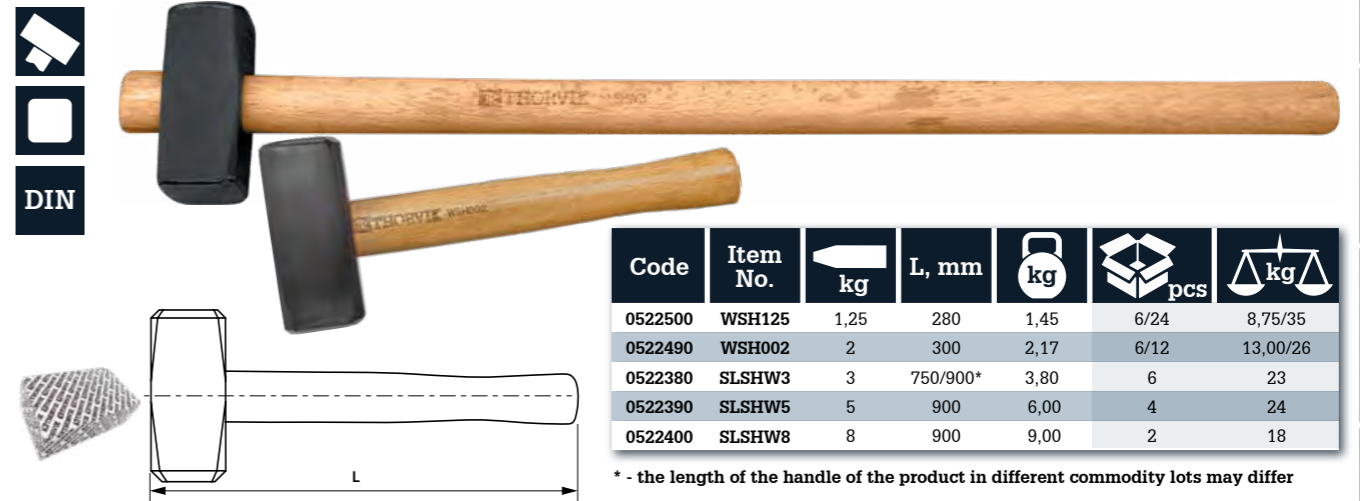 THORVIK
THORVIK WSH002
DIN
Code Item No. kg L, mm kg pcs kg
0522500 WSH125 1,25 280 1,45 6/24 8,75/35
0522490 WSH002 2 300 2,17 6/12 13,00/26
0522380 SLSHW3 3 750/900* 3,80 6 23
0522390 SLSHW5 5 900 6,00 4 24
0522400 SLSHW8 8 900 9,00 2 18
* - the length of the handle of the product in different commodity lots may differ
L